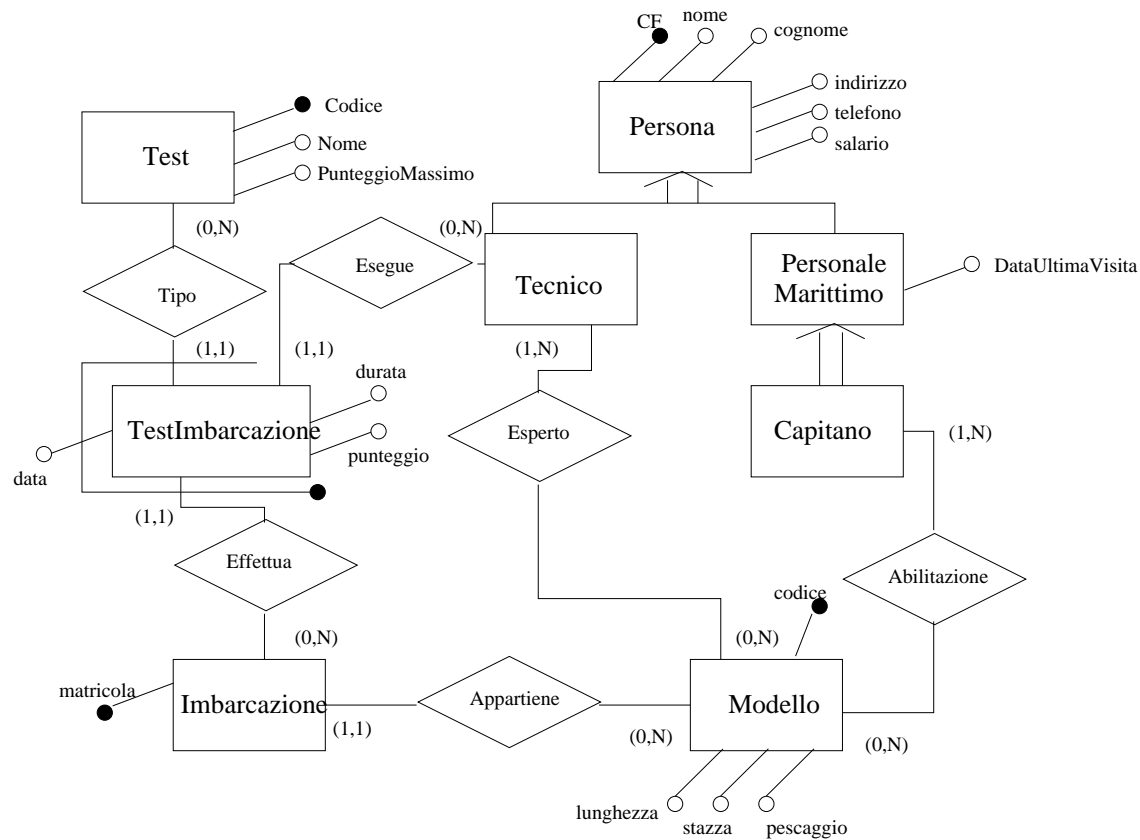 CF
nome
cognome
indirizzo
telefono
salario
Persona
Codice
Nome
PunteggioMassimo
Test
(0,N)
(0,N)
Esegue
Tecnico
Personale
Marittimo
DataUltimaVisita
Tipo
(1,1)
(1,1)
(1,N)
durata
TestImbarcazione
punteggio
data
Esperto
Capitano
(1,N)
(1,1)
Effettua
Abilitazione
codice
(0,N)
(0,N)
matricola
Imbarcazione
(1,1)
Appartiene
(0,N)
Modello
(0,N)
lunghezza
stazza
pescaggio